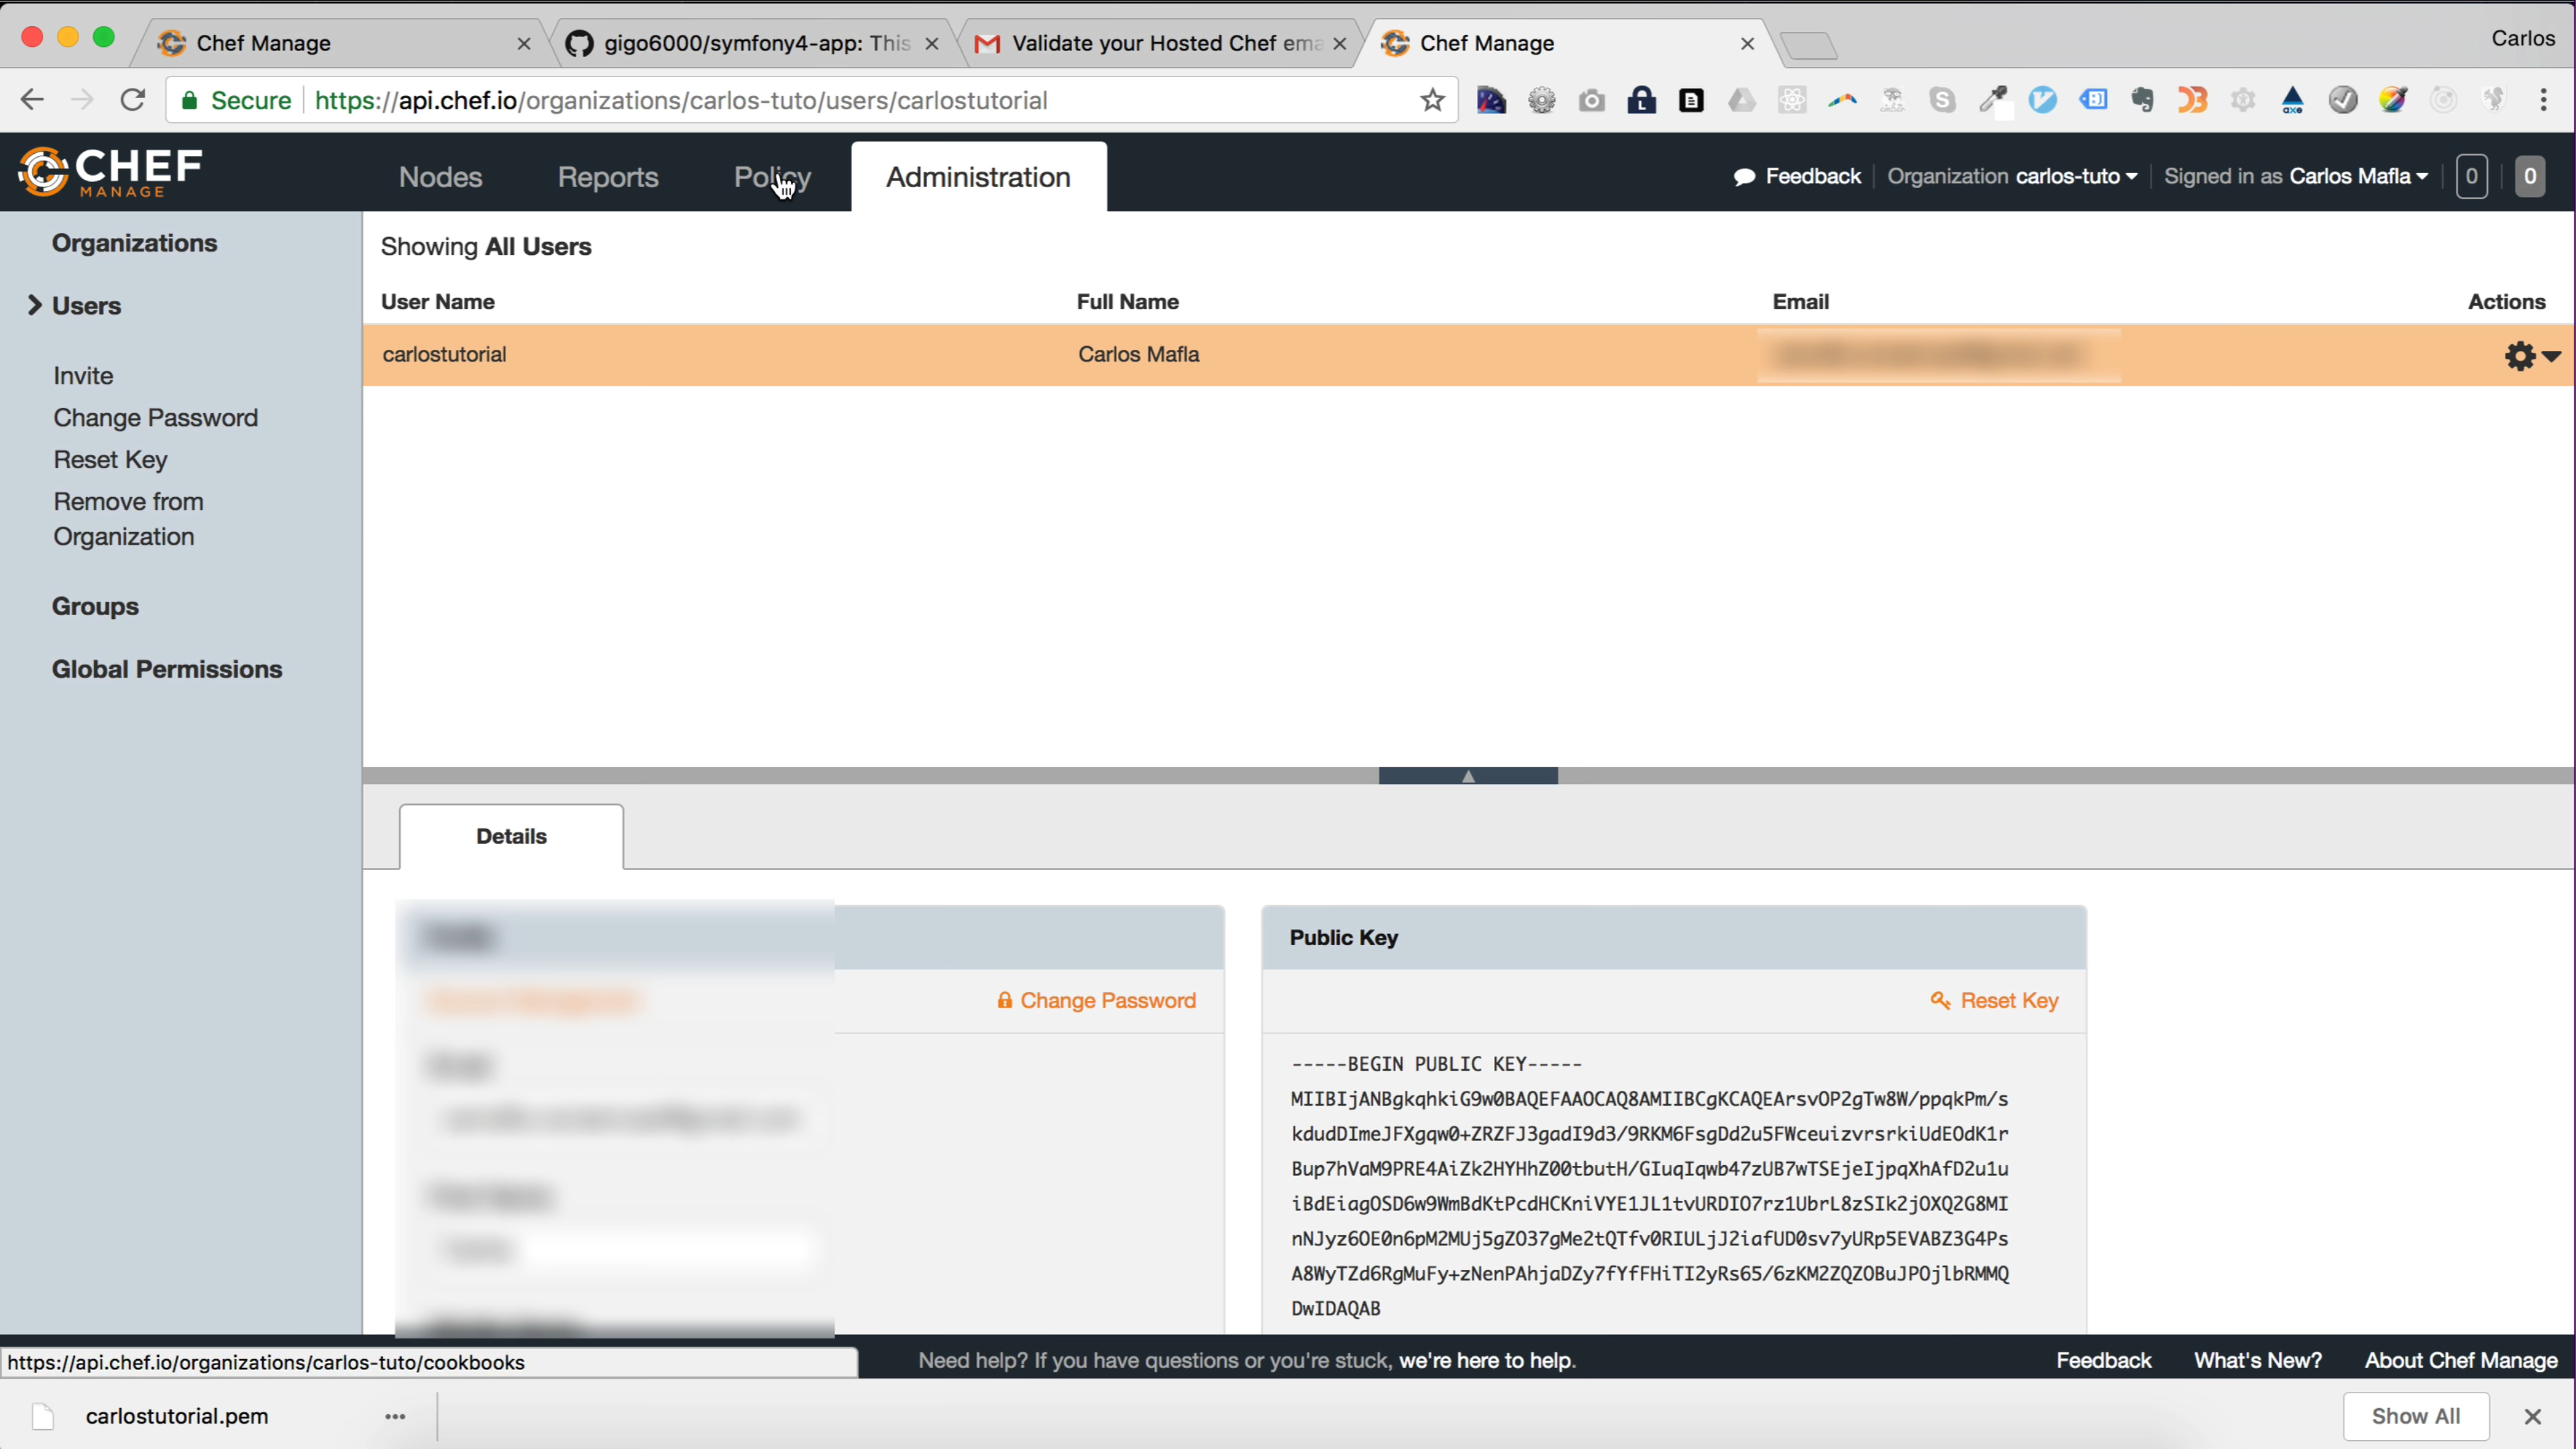 Chef Manage
gigo6000/symfony4-app: This
Validate your Hosted Chef ema
Chef Manage
Carlos
Secure
https://api.chef.io/organizations/carlos-tuto/users/carlostutorial
CHEF
MANAGE
Nodes
Reports
Policy
Administration
Feedback
Organization carlos-tuto
Signed in as Carlos Mafla
0
0
Organizations
Users
Invite
Change Password
Reset Key
Remove from
Organization
Groups
Global Permissions
Showing All Users
User Name
Full Name
Email
Actions
carlostutorial
Carlos Mafla
Details
Change Password
Public Key
Reset Key
-----BEGIN PUBLIC KEY-----
MIIBIjANBgkqhkiG9w0BAQEFAAOCAQ8AMIIBCgKCAQEArsvOP2gTw8W/ppqkPm/s
kdudDImeJFXgqw0+ZRZFJ3gadI9d3/9RKM6FsgDd2u5FWceuizvrsrkiUdEOdK1r
Bup7hVaM9PRE4AiZk2HYHhZ00tbutH/GIuqIqwb47zUB7wTSEjeIjpqXhAfD2u1u
iBdEiagOSD6w9WmBdKtPcdHCKniVYE1JL1tvURDIO7rz1UbrL8zSIk2jOXQ2G8MI
nNJyz6OE0n6pM2MUj5gZO37gMe2tQTfv0RIULjJ2iafUD0sv7yURp5EVABZ3G4Ps
A8WyTZd6RgMuFy+zNenPAhjaDZy7fYfFHiTI2yRs65/6zKM2ZQZOBuJPOjlbRMMQ
DwIDAQAB
https://api.chef.io/organizations/carlos-tuto/cookbooks
Need help? If you have questions or you're stuck, we're here to help.
Feedback
What's New?
About Chef Manage
carlostutorial.pem
Show All